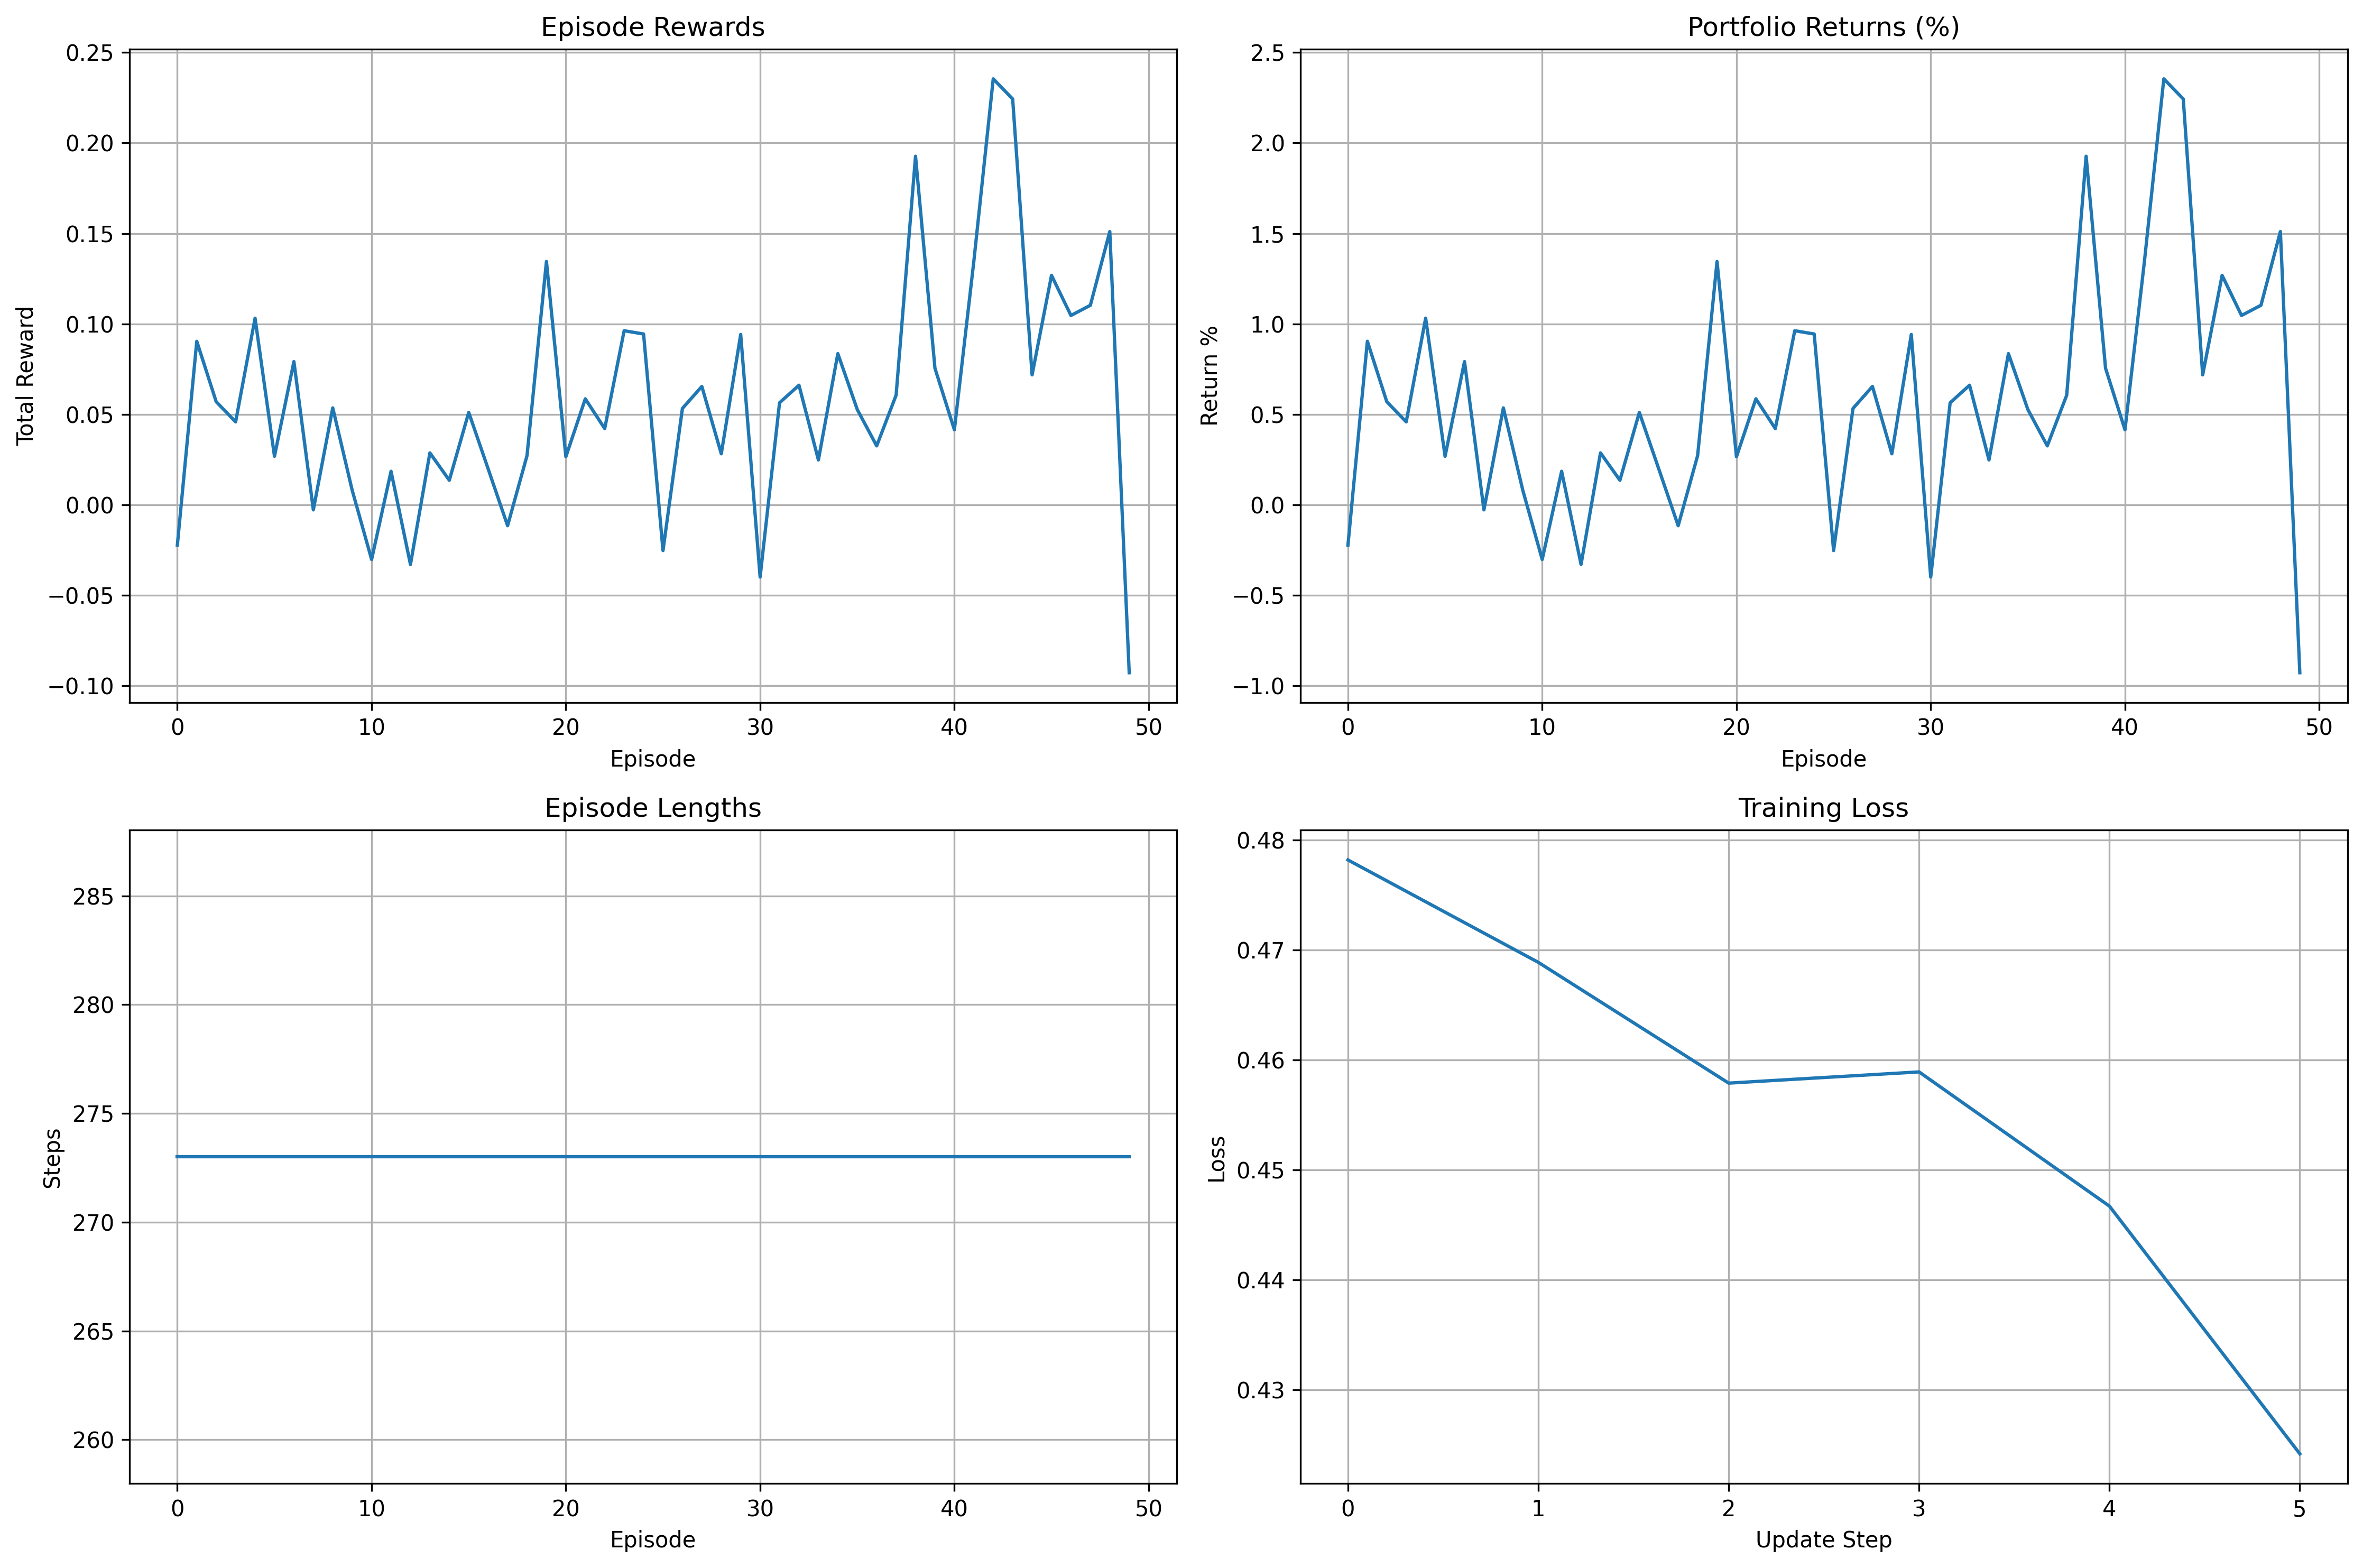 Episode Rewards
Total Reward
0.25
0.20
0.15
0.10
0.05
0.00
−0.05
−0.10
0 10 20 30 40 50
Episode
Portfolio Returns (%)
Return %
2.5
2.0
1.5
1.0
0.5
0.0
−0.5
−1.0
0 10 20 30 40 50
Episode
Episode Lengths
Steps
285
280
275
270
265
260
0 10 20 30 40 50
Episode
Training Loss
Loss
0.48
0.47
0.46
0.45
0.44
0.43
0 1 2 3 4 5
Update Step